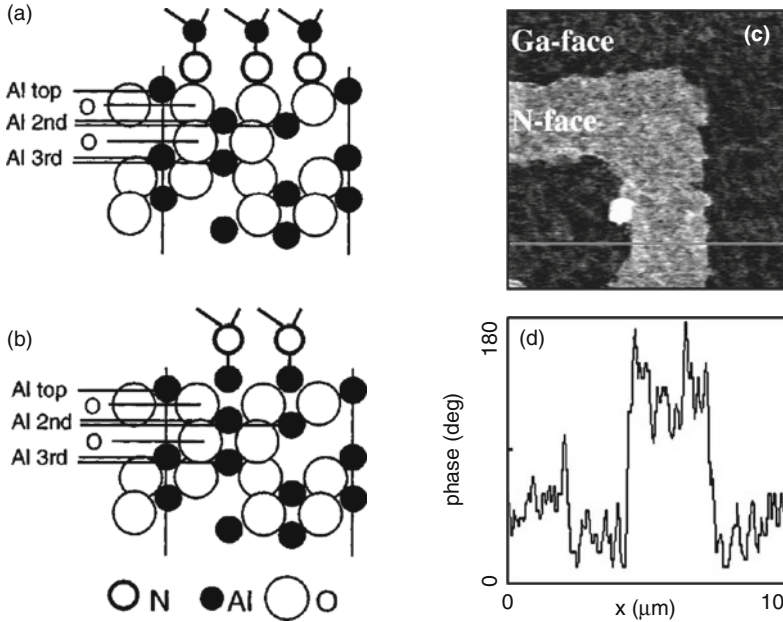 (a)
Al top
O
Al 2nd
O
Al 3rd
(b)
Al top
O
Al 2nd
O
Al 3rd
N Al O
(c)
Ga-face
N-face
(d)
180
phase (deg)
0
0 10
x (μm)